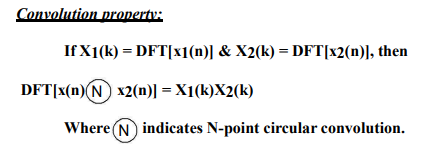 Convolution property:
If X1(k) = DFT[x1(n)] & X2(k) = DFT[x2(n)], then
DFT[x(n) Ⓝ x2(n)] = X1(k)X2(k)
Where Ⓝ indicates N-point circular convolution.